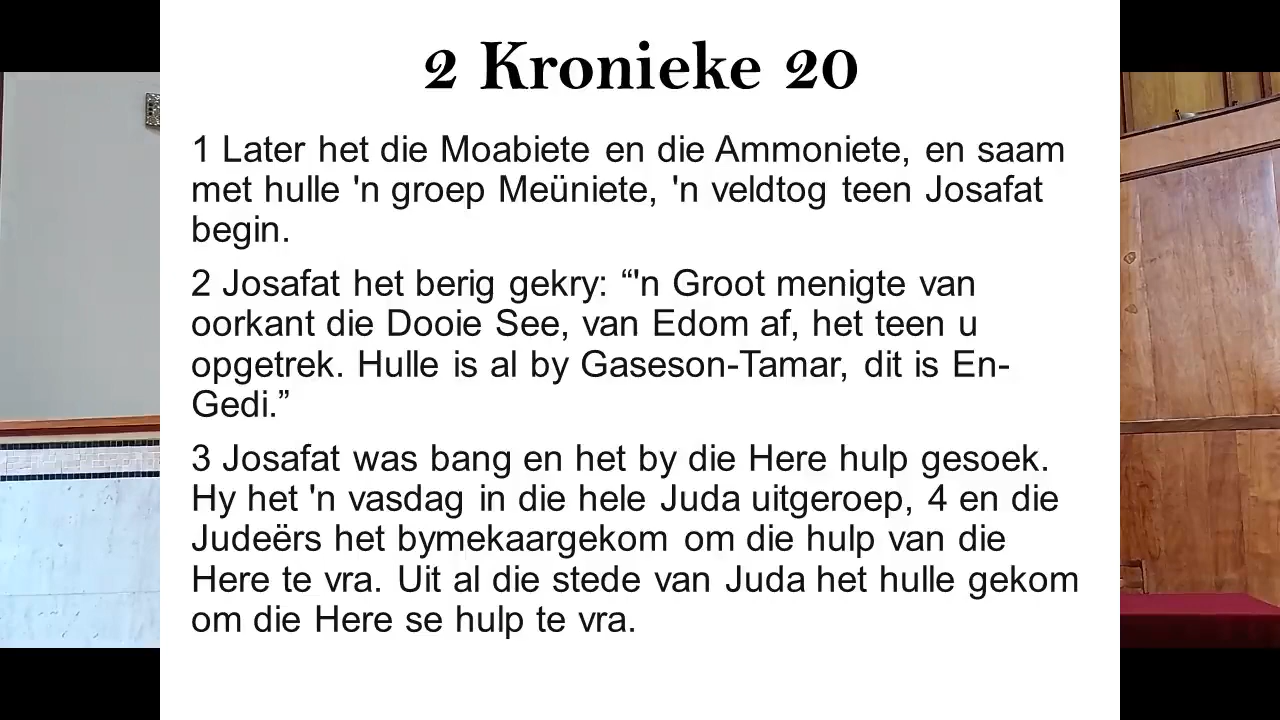 2 Kronieke 20
1 Later het die Moabiete en die Ammoniete, en saam
met hulle 'n groep Meüniete, 'n veldtog teen Josafat
begin.
2 Josafat het berig gekry: “'n Groot menigte van
oorkant die Dooie See, van Edom af, het teen u
opgetrek. Hulle is al by Gaseson-Tamar, dit is En-
Gedi.”
3 Josafat was bang en het by die Here hulp gesoek.
Hy het 'n vasdag in die hele Juda uitgeroep, 4 en die
Judeërs het bymekaargekom om die hulp van die
Here te vra. Uit al die stede van Juda het hulle gekom
om die Here se hulp te vra.